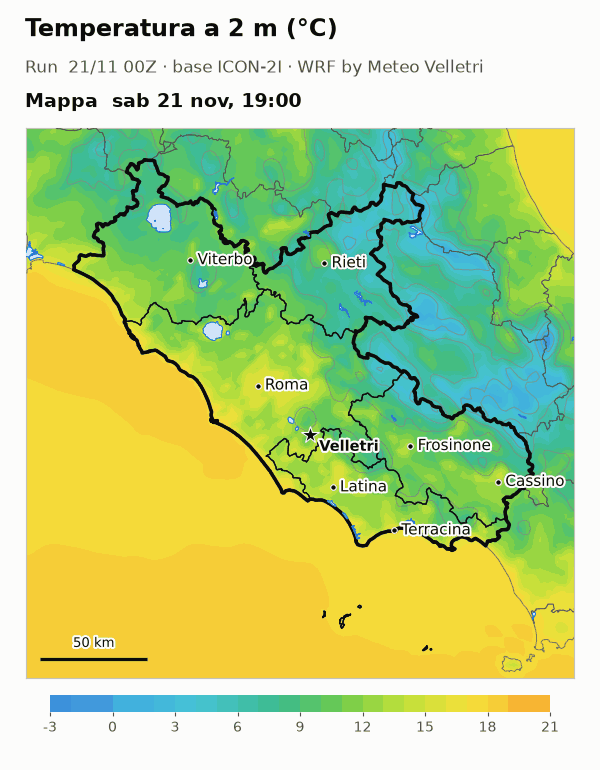 Temperatura a 2 m (°C)
Run  21/11 00Z · base ICON-2I · WRF by Meteo Velletri
Mappa  sab 21 nov, 19:00
Viterbo
Rieti
Roma
Velletri
Frosinone
Cassino
Latina
Terracina
50 km
-3 0 3 6 9 12 15 18 21